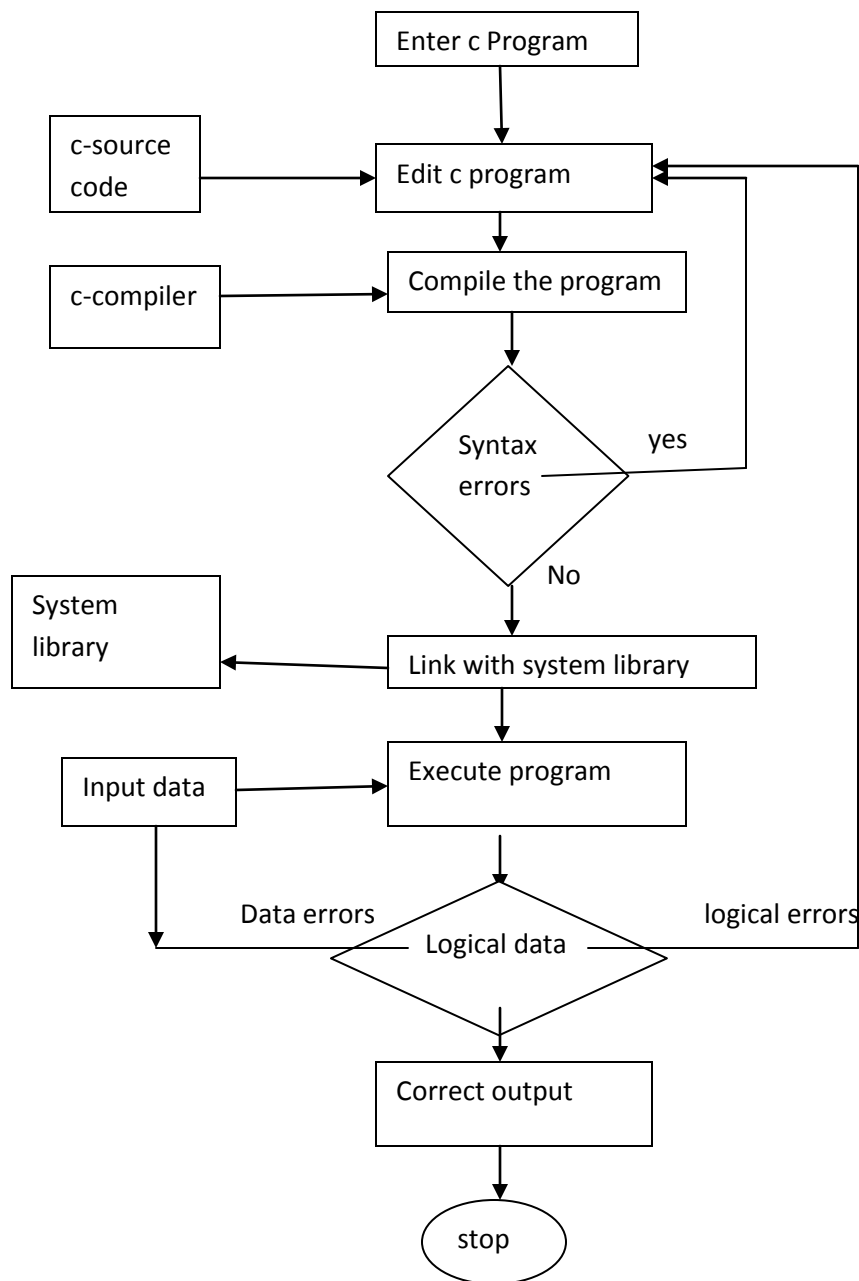 Enter c Program
c-source
code
Edit c program
c-compiler
Compile the program
Syntax
errors
yes
No
System
library
Link with system library
Input data
Execute program
Data errors
Logical data
logical errors
Correct output
stop